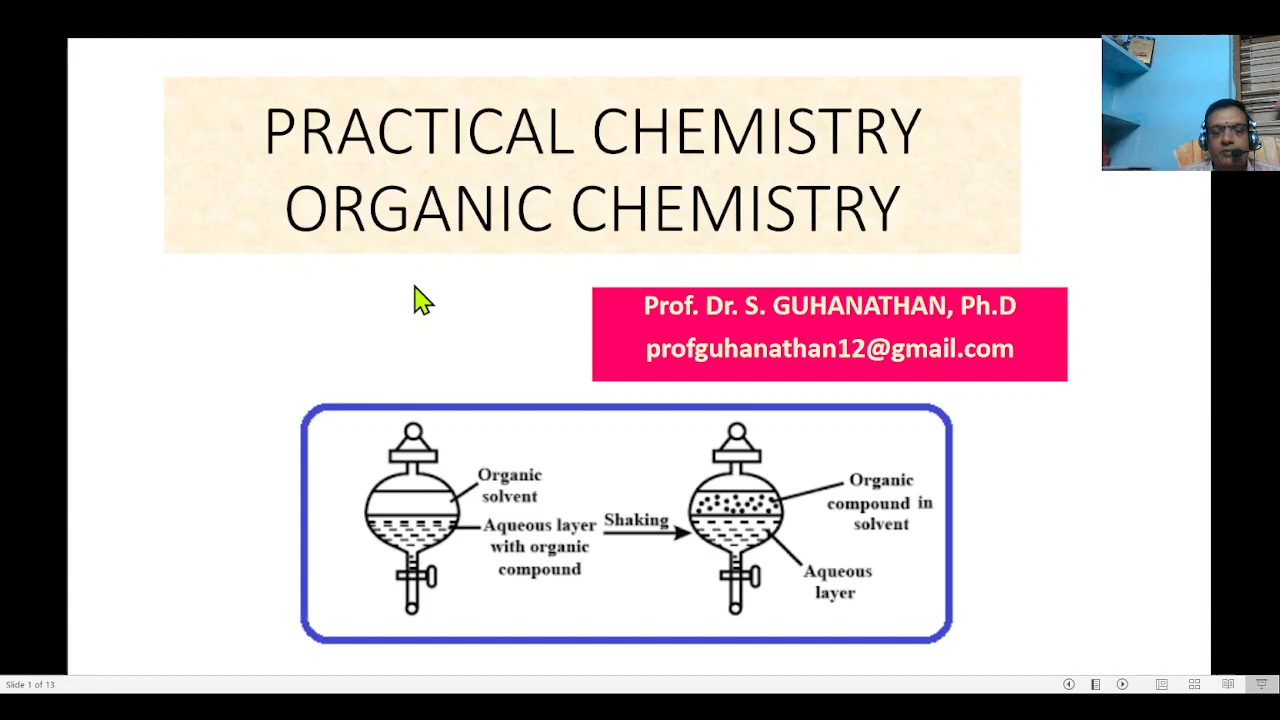 PRACTICAL CHEMISTRY
ORGANIC CHEMISTRY
Prof. Dr. S. GUHANATHAN, Ph.D
profguhanathan12@gmail.com
Organic
solvent
Aqueous layer
with organic
compound
Shaking
Organic
compound in
solvent
Aqueous
layer
Slide 1 of 13